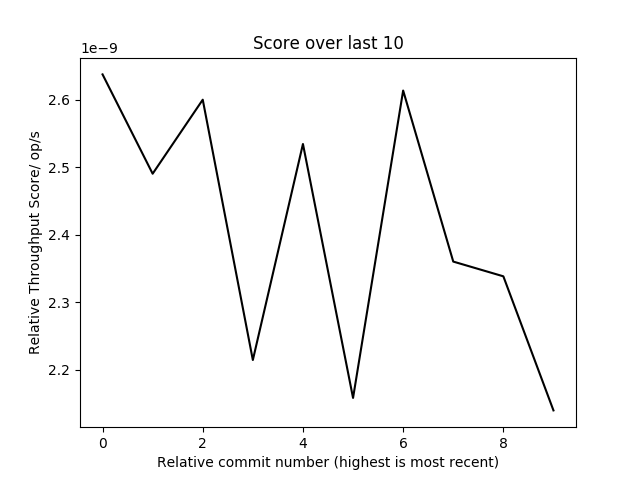 Score over last 10
1e−9
Relative Throughput Score/ op/s
2.6
2.5
2.4
2.3
2.2
0 2 4 6 8
Relative commit number (highest is most recent)